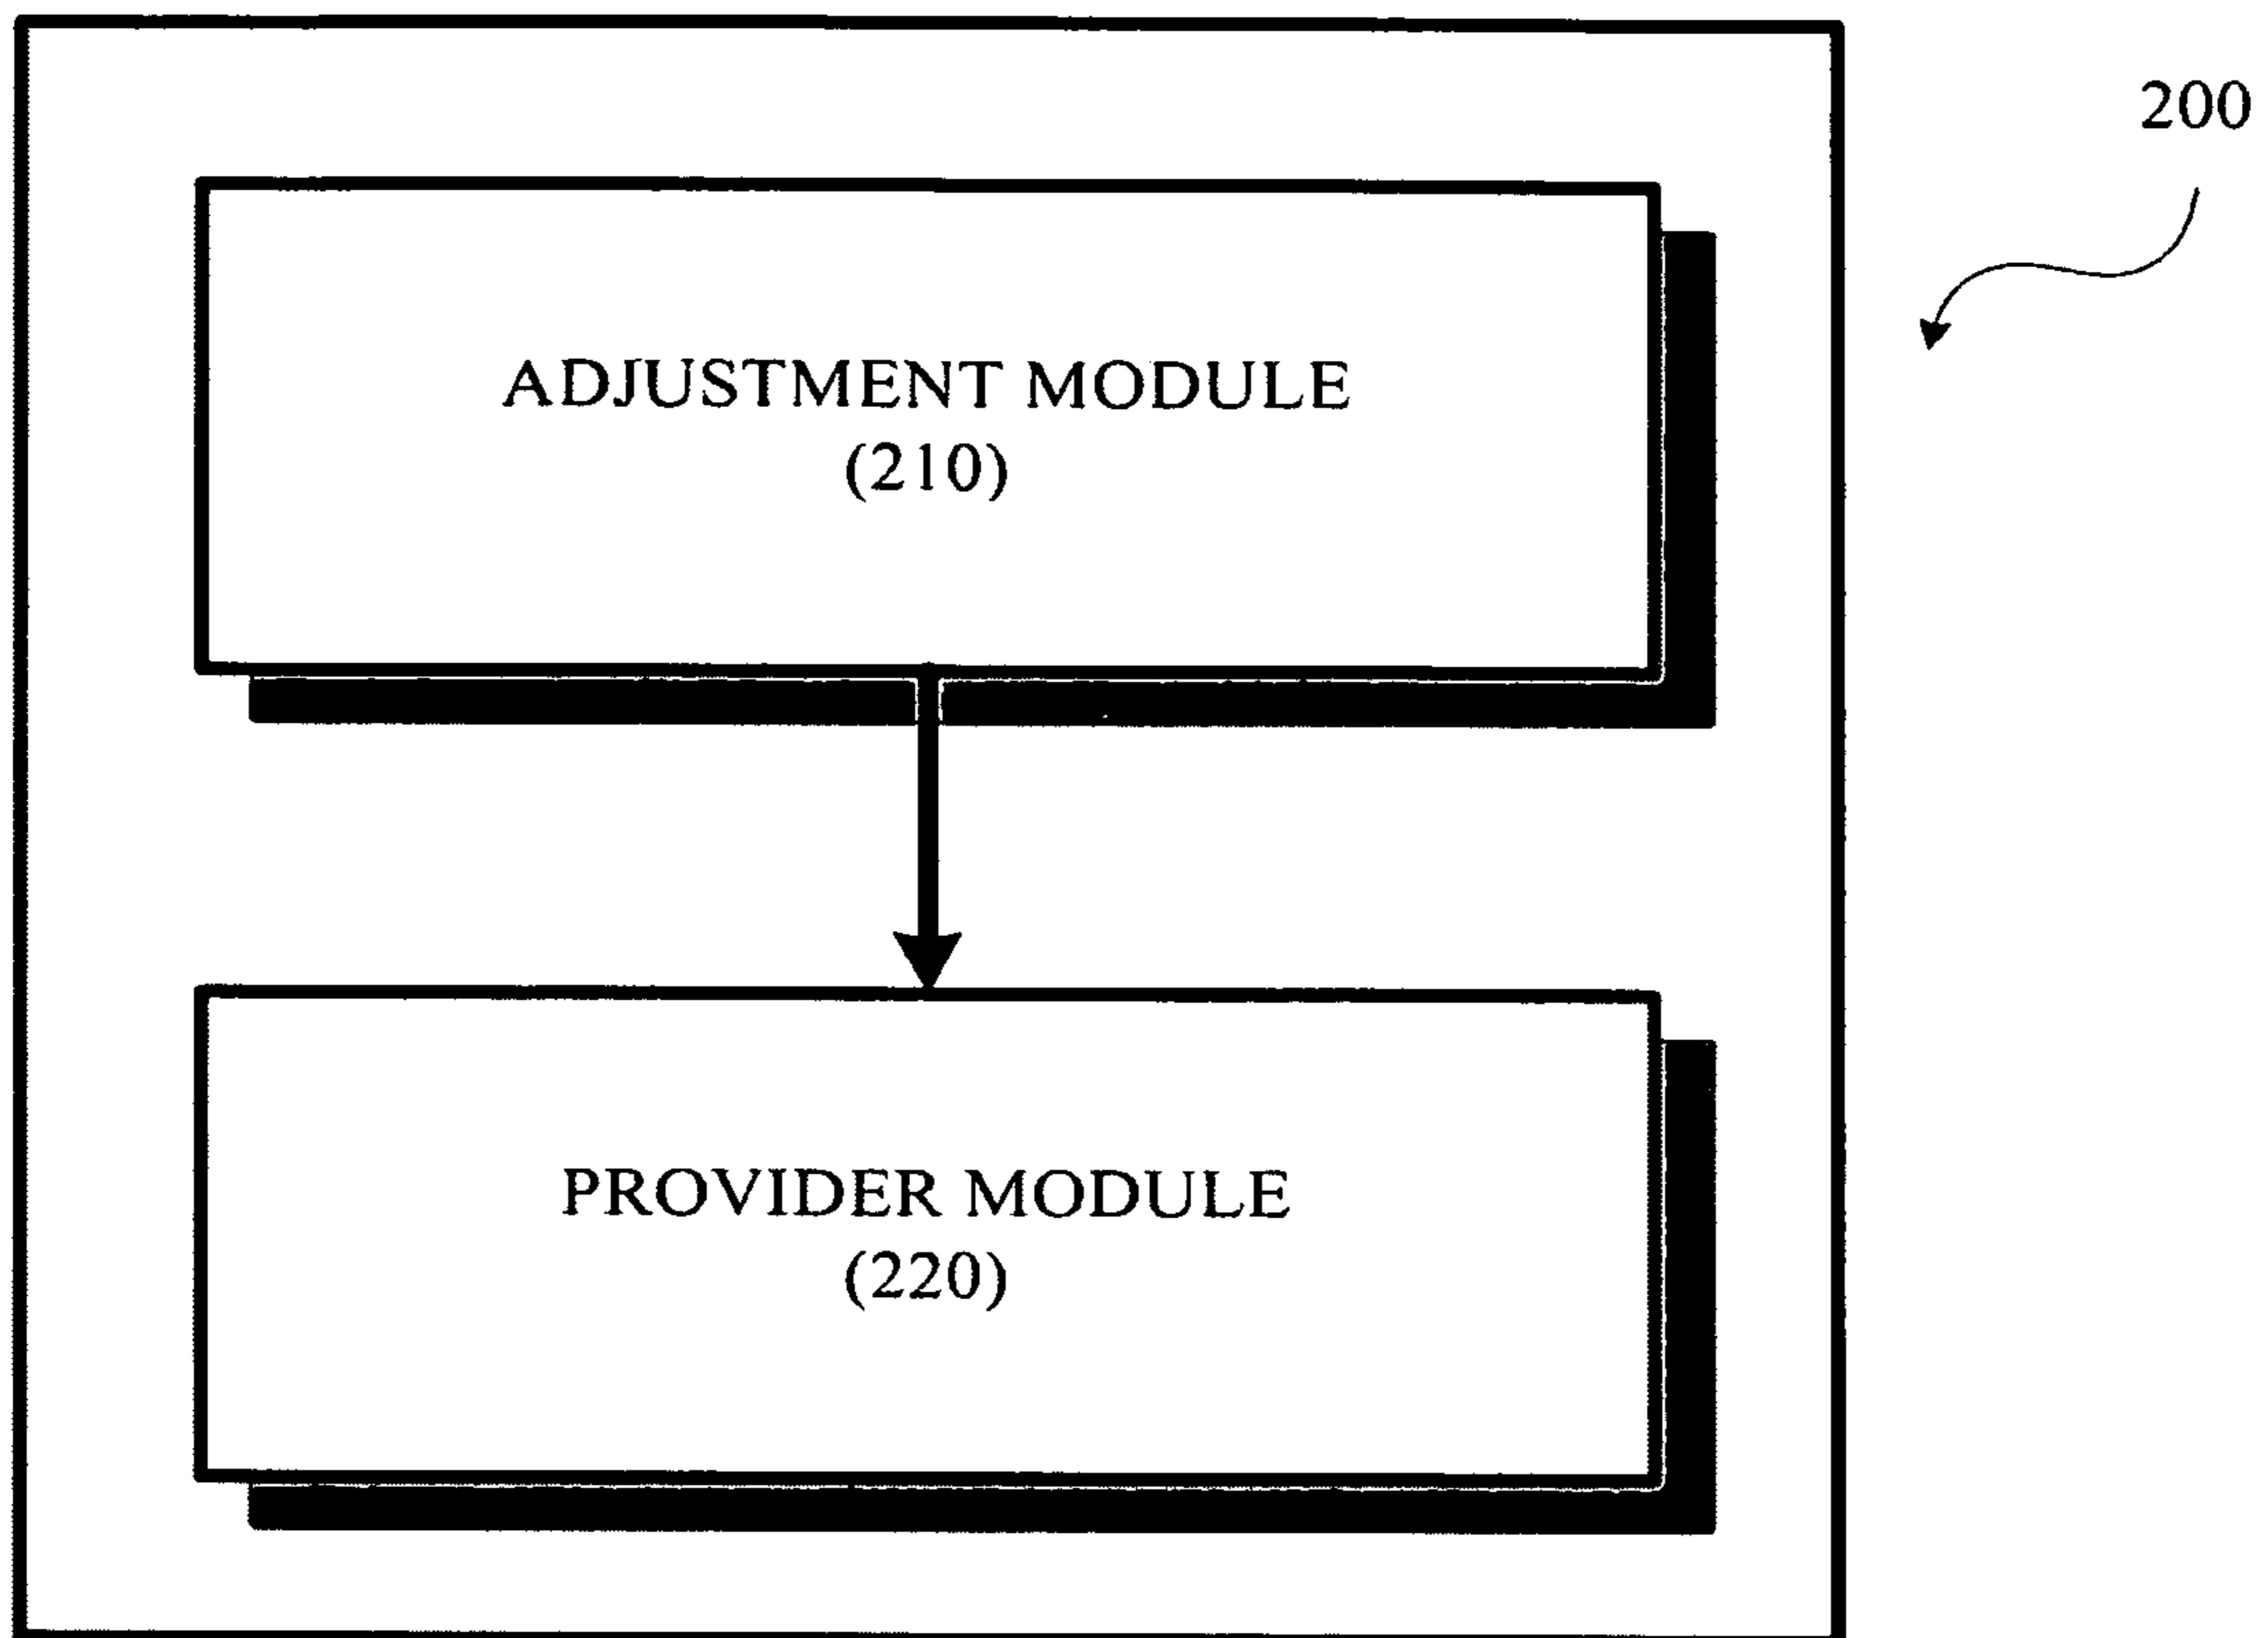 200
ADJUSTMENT MODULE
(210)
PROVIDER MODULE
(220)